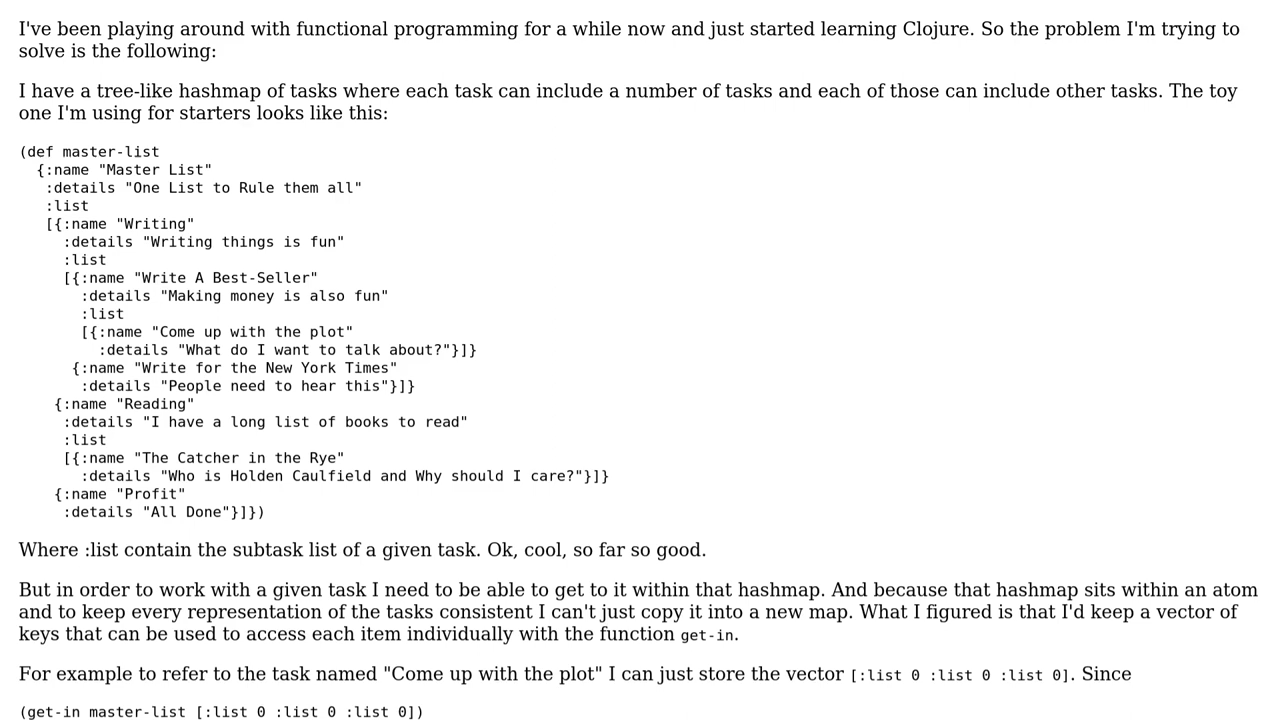 I've been playing around with functional programming for a while now and just started learning Clojure. So the problem I'm trying to
solve is the following:
I have a tree-like hashmap of tasks where each task can include a number of tasks and each of those can include other tasks. The toy
one I'm using for starters looks like this:
(def master-list
  {:name "Master List"
   :details "One List to Rule them all"
   :list
   [{:name "Writing"
     :details "Writing things is fun"
     :list
     [{:name "Write A Best-Seller"
       :details "Making money is also fun"
       :list
       [{:name "Come up with the plot"
         :details "What do I want to talk about?"}]}
      {:name "Write for the New York Times"
       :details "People need to hear this"}]}
    {:name "Reading"
     :details "I have a long list of books to read"
     :list
     [{:name "The Catcher in the Rye"
       :details "Who is Holden Caulfield and Why should I care?"}]}
    {:name "Profit"
     :details "All Done"}]})
Where :list contain the subtask list of a given task. Ok, cool, so far so good.
But in order to work with a given task I need to be able to get to it within that hashmap. And because that hashmap sits within an atom
and to keep every representation of the tasks consistent I can't just copy it into a new map. What I figured is that I'd keep a vector of
keys that can be used to access each item individually with the function get-in.
For example to refer to the task named "Come up with the plot" I can just store the vector [:list 0 :list 0 :list 0]. Since
(get-in master-list [:list 0 :list 0 :list 0])